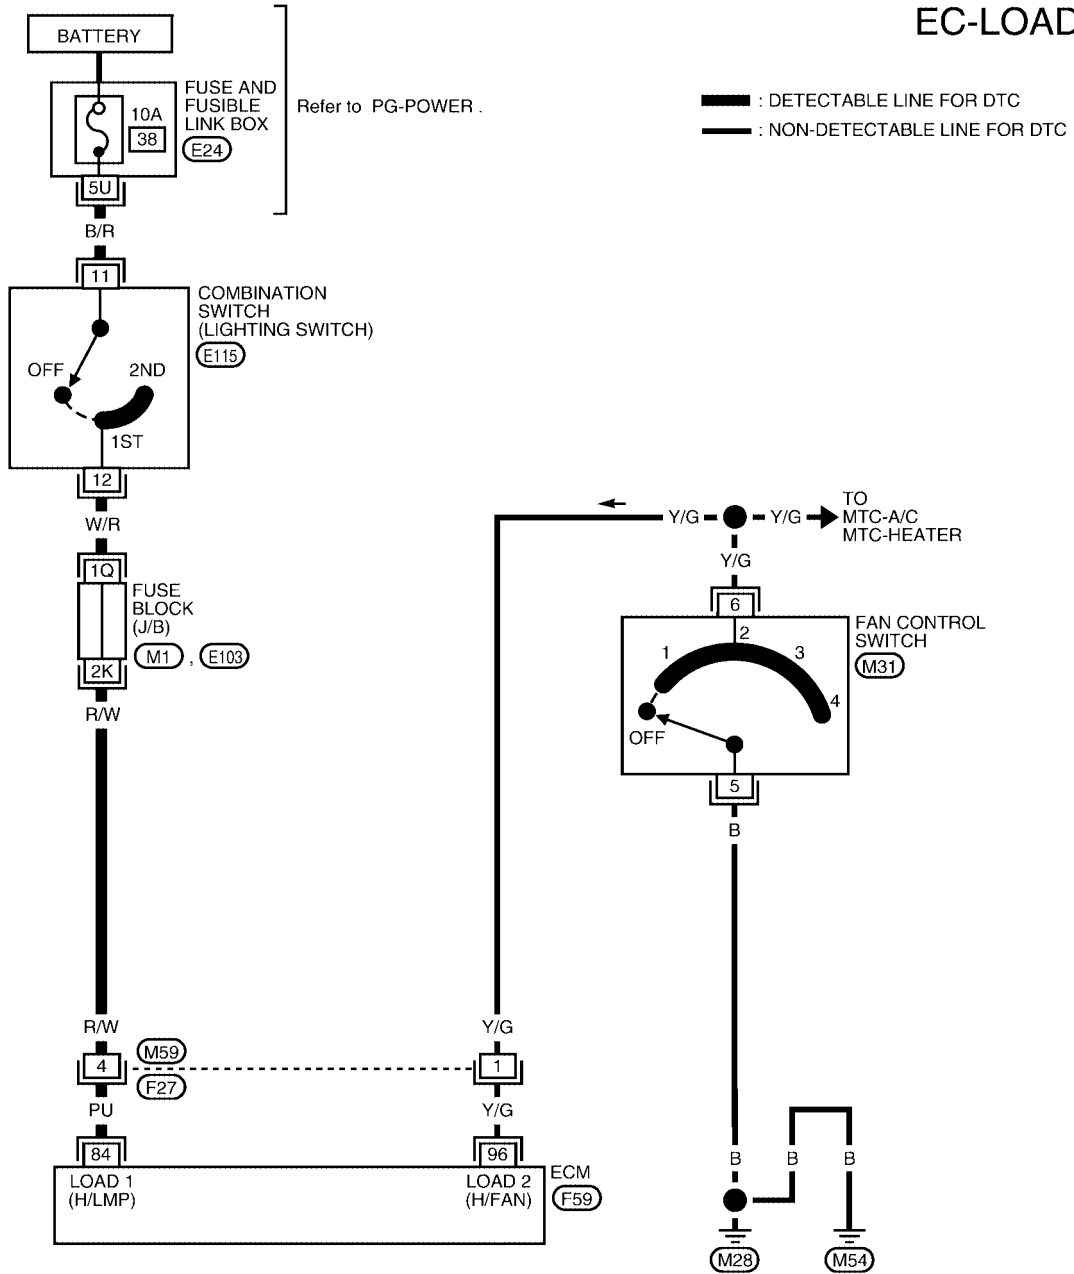 EC-LOAD
BATTERY
FUSE AND
FUSIBLE
LINK BOX
E24
10A
38
Refer to PG-POWER .
: DETECTABLE LINE FOR DTC
: NON-DETECTABLE LINE FOR DTC
5U
B/R
11
COMBINATION
SWITCH
(LIGHTING SWITCH)
E115
OFF
2ND
1ST
12
W/R
1Q
FUSE
BLOCK
(J/B)
M1 , E103
2K
R/W
Y/G
Y/G
TO
MTC-A/C
MTC-HEATER
Y/G
6
FAN CONTROL
SWITCH
M31
1
2
3
4
OFF
5
B
R/W
Y/G
4
M59
F27
1
PU
Y/G
84
96
LOAD 1
(H/LMP)
LOAD 2
(H/FAN)
ECM
F59
B
B
B
M28
M54